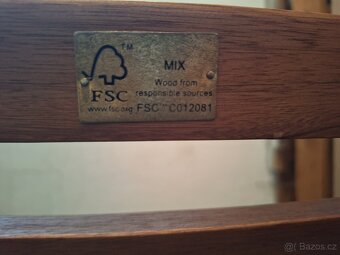 TM
MIX
Wood from
responsible sources
FSC
www.fsc.org FSC™ C012081
© Bazos.cz